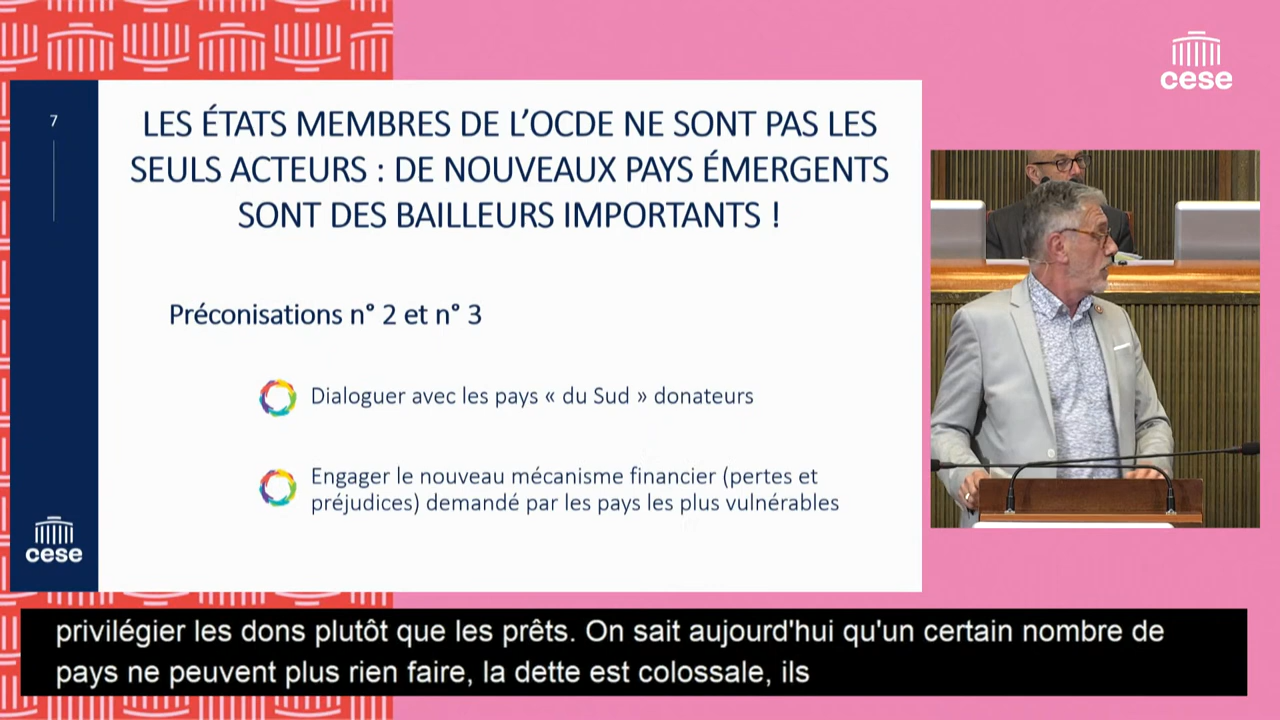 cese
7
LES ÉTATS MEMBRES DE L’OCDE NE SONT PAS LES
SEULS ACTEURS : DE NOUVEAUX PAYS ÉMERGENTS
SONT DES BAILLEURS IMPORTANTS !
Préconisations n° 2 et n° 3
Dialoguer avec les pays « du Sud » donateurs
Engager le nouveau mécanisme financier (pertes et
préjudices) demandé par les pays les plus vulnérables
cese
privilégier les dons plutôt que les prêts. On sait aujourd'hui qu'un certain nombre de
pays ne peuvent plus rien faire, la dette est colossale, ils